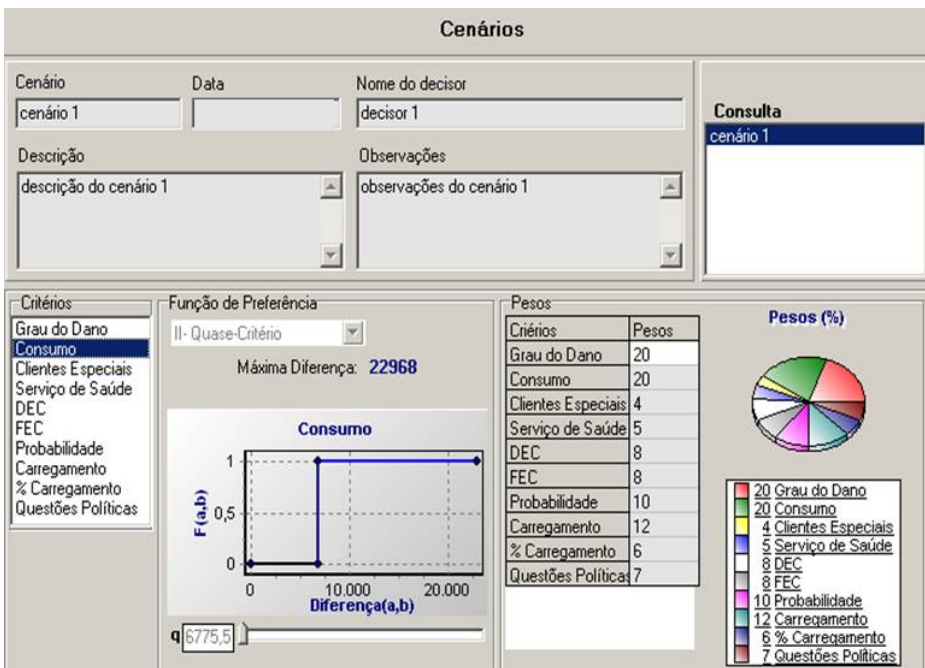 Cenários
Cenário
Data
Nome do decisor
cenário 1
decisor 1
Descrição
Observações
descrição do cenário 1
observações do cenário 1
Consulta
cenário 1
Critérios
Grau do Dano
Consumo
Clientes Especiais
Serviço de Saúde
DEC
FEC
Probabilidade
Carregamento
% Carregamento
Questões Políticas
Função de Preferência
II- Quase-Critério
Máxima Diferença: 22968
Consumo
F(a,b)
1
0,5
0
0
10.000
20.000
Diferença(a,b)
q 6775,5
Pesos
Criérios Pesos
Grau do Dano 20
Consumo 20
Clientes Especiais 4
Serviço de Saúde 5
DEC 8
FEC 8
Probabilidade 10
Carregamento 12
% Carregamento 6
Questões Políticas 7
Pesos (%)
20 Grau do Dano
20 Consumo
4 Clientes Especiais
5 Serviço de Saúde
8 DEC
8 FEC
10 Probabilidade
12 Carregamento
6 % Carregamento
7 Questões Políticas